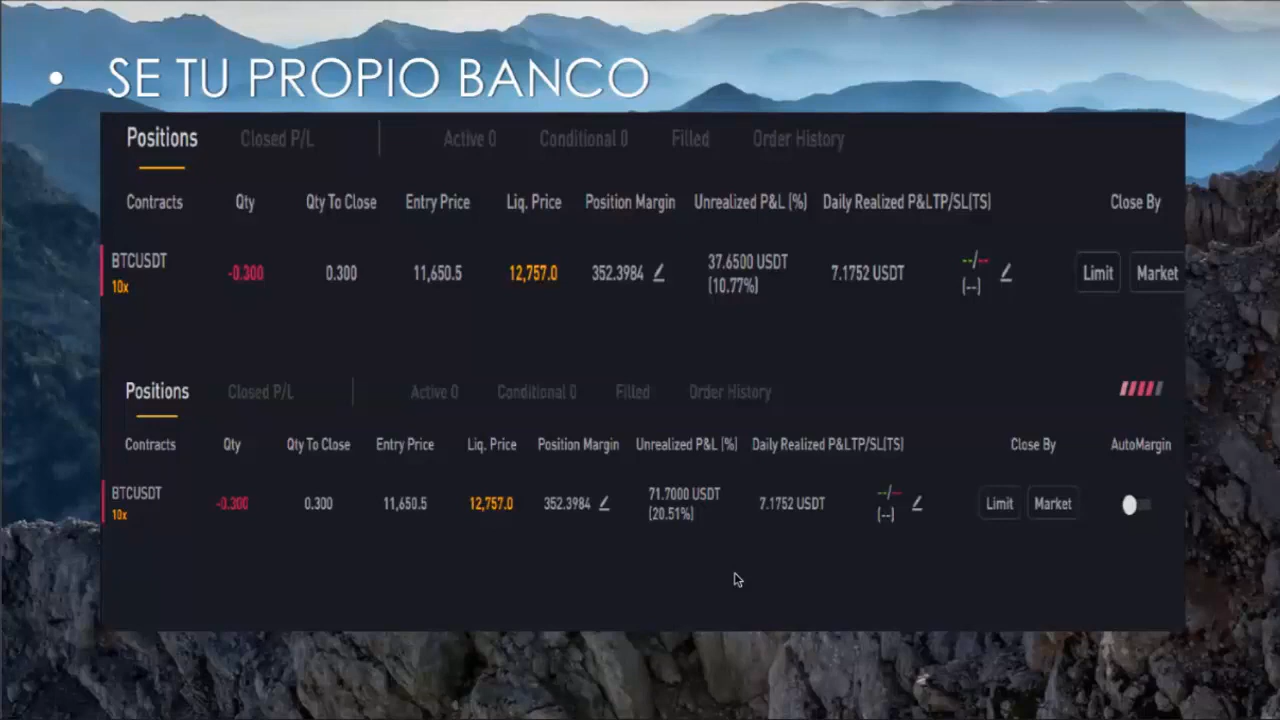 • SE TU PROPIO BANCO
Positions Closed P/L Active 0 Conditional 0 Filled Order History
Contracts Qty Qty To Close Entry Price Liq. Price Position Margin Unrealized P&L (%) Daily Realized P&LTP/SL(TS) Close By
BTCUSDT -0.300 0.300 11,650.5 12,757.0 352.3984 37.6500 USDT 7.1752 USDT --/-- Limit Market
10x (10.77%) (--)
Positions Closed P/L Active 0 Conditional 0 Filled Order History
Contracts Qty Qty To Close Entry Price Liq. Price Position Margin Unrealized P&L (%) Daily Realized P&LTP/SL(TS) Close By AutoMargin
BTCUSDT -0.300 0.300 11,650.5 12,757.0 352.3984 71.7000 USDT 7.1752 USDT --/-- Limit Market
10x (20.51%) (--)